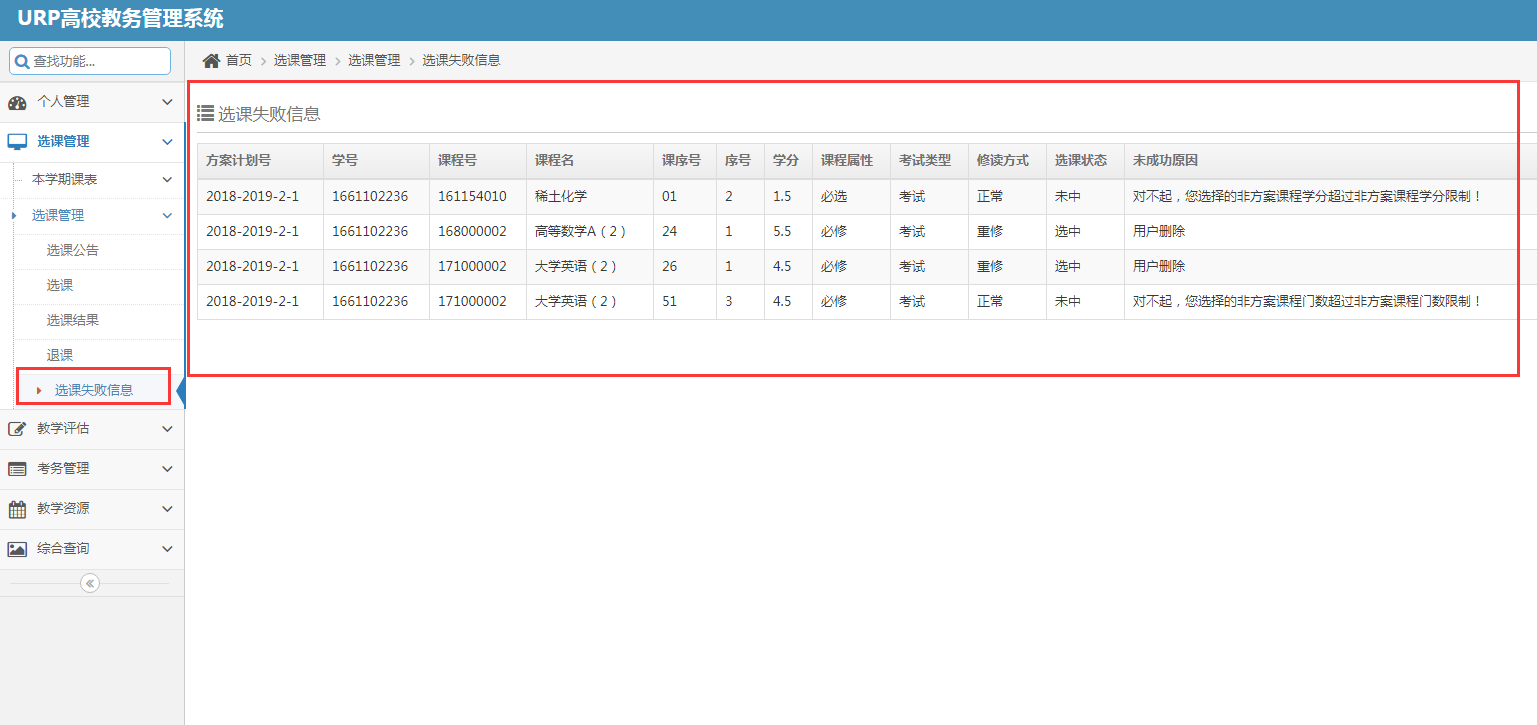 URP高校教务管理系统
查找功能...
首页 > 选课管理 > 选课管理 > 选课失败信息
个人管理
选课管理
本学期课表
选课管理
选课公告
选课
选课结果
退课
选课失败信息
教学评估
考务管理
教学资源
综合查询
选课失败信息
方案计划号 学号 课程号 课程名 课序号 序号 学分 课程属性 考试类型 修读方式 选课状态 未成功原因
2018-2019-2-1 1661102236 161154010 稀土化学 01 2 1.5 必选 考试 正常 未中 对不起，您选择的非方案课程学分超过非方案课程学分限制！
2018-2019-2-1 1661102236 168000002 高等数学A（2） 24 1 5.5 必修 考试 重修 选中 用户删除
2018-2019-2-1 1661102236 171000002 大学英语（2） 26 1 4.5 必修 考试 重修 选中 用户删除
2018-2019-2-1 1661102236 171000002 大学英语（2） 51 3 4.5 必修 考试 正常 未中 对不起，您选择的非方案课程门数超过非方案课程门数限制！